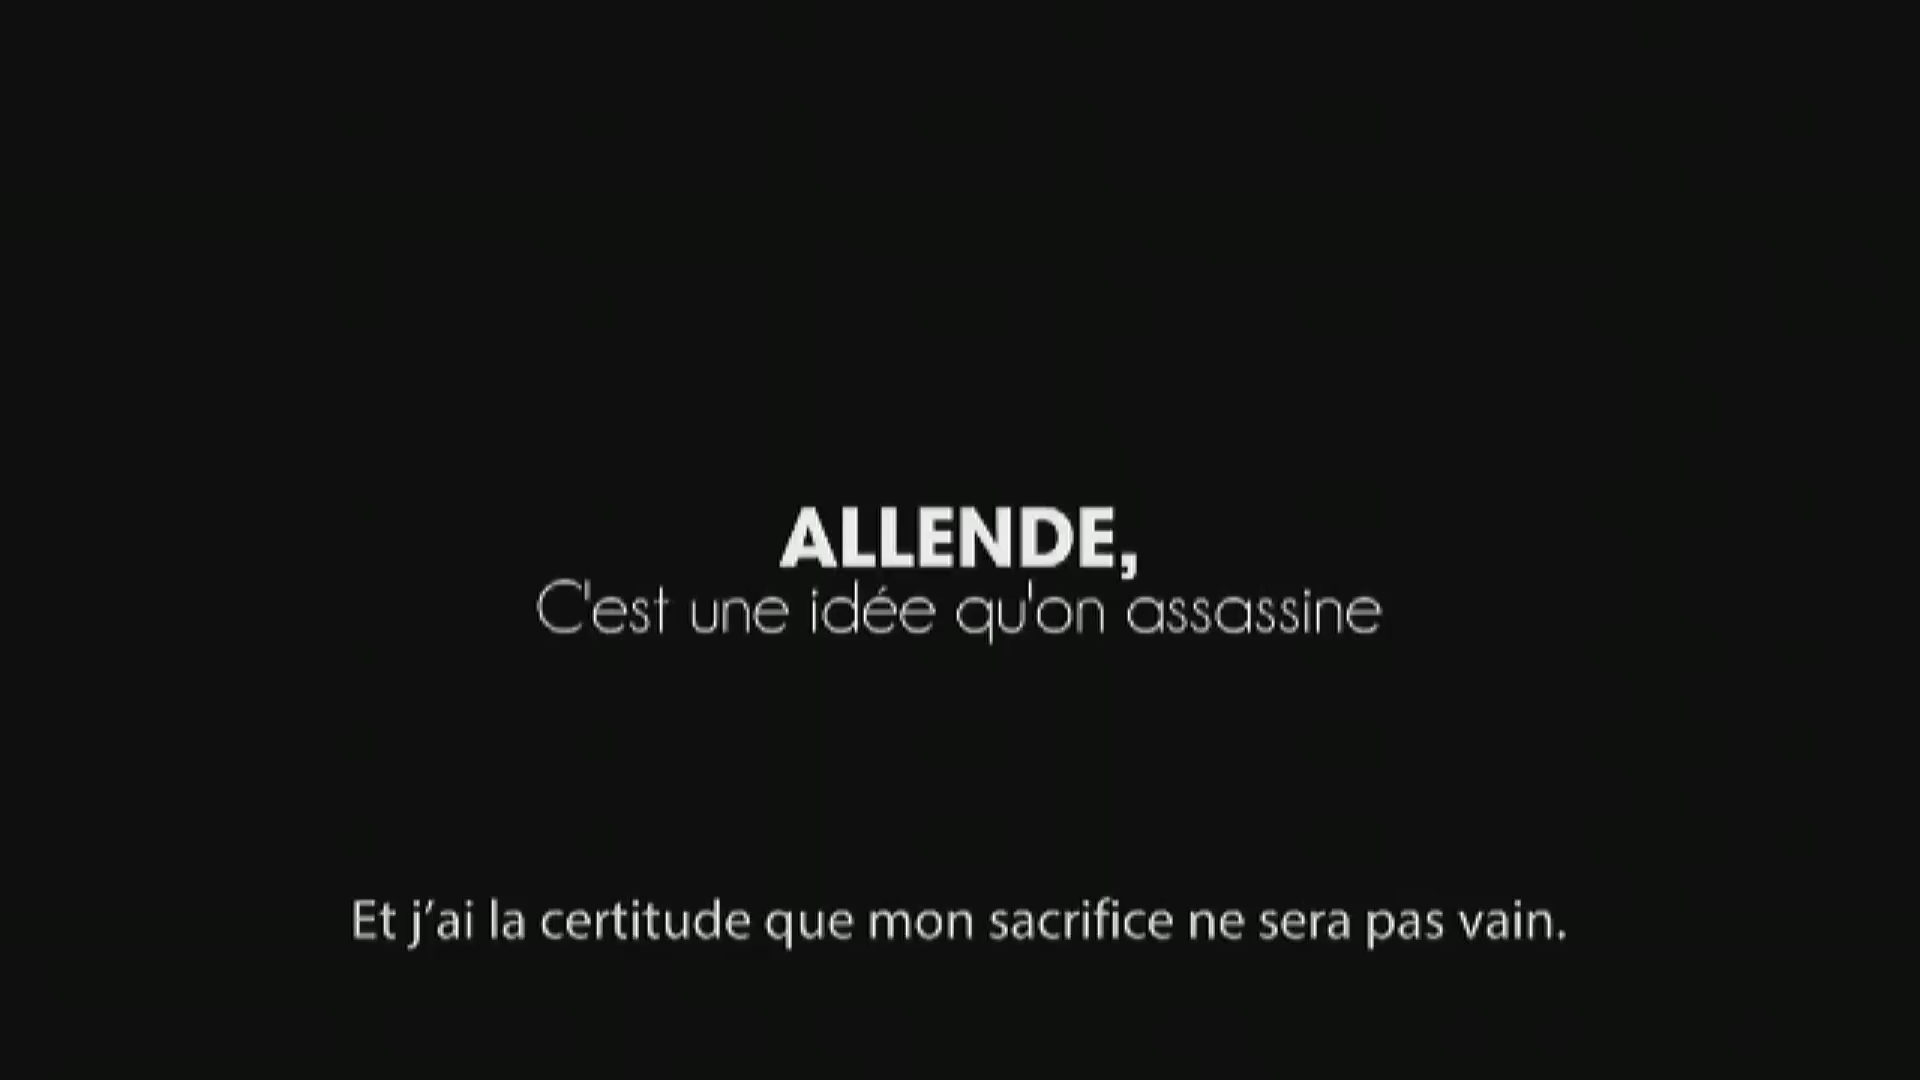 ALLENDE,
C'est une idée qu'on assassine
Et j’ai la certitude que mon sacrifice ne sera pas vain.